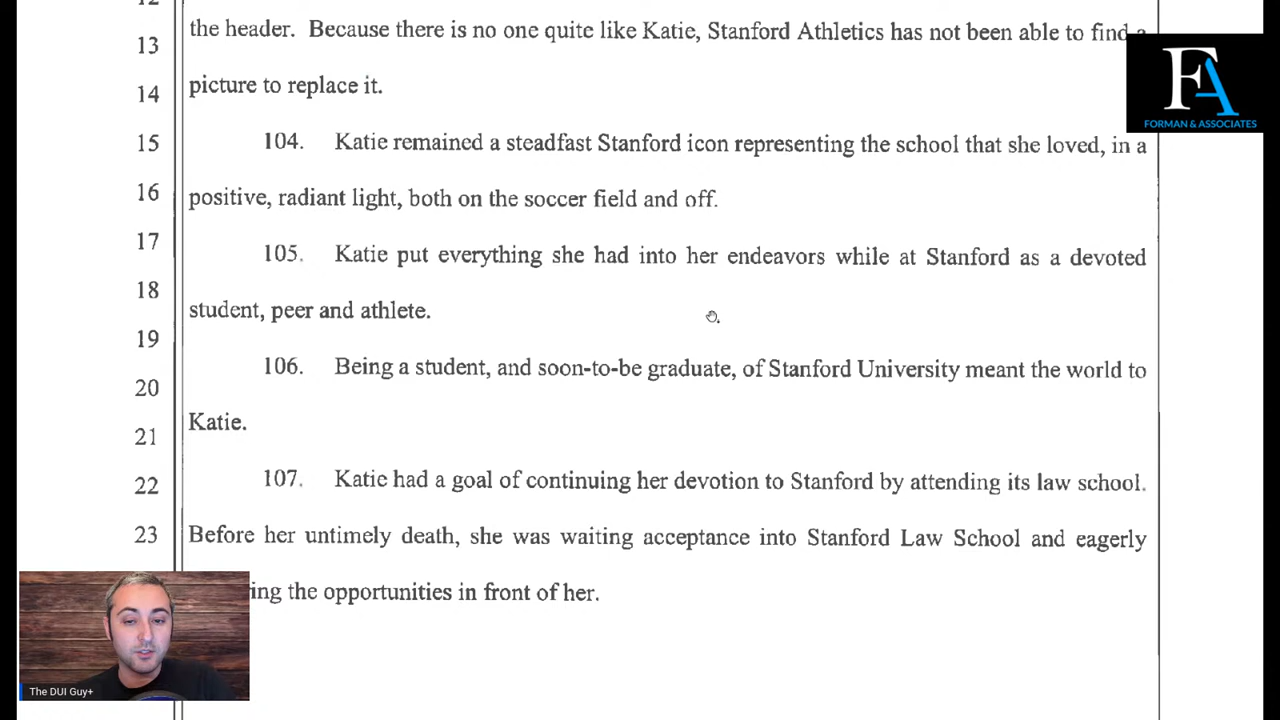 12
the header. Because there is no one quite like Katie, Stanford Athletics has not been able to find a
13
picture to replace it.
14
104. Katie remained a steadfast Stanford icon representing the school that she loved, in a
15
positive, radiant light, both on the soccer field and off.
16
105. Katie put everything she had into her endeavors while at Stanford as a devoted
17
student, peer and athlete.
18
106. Being a student, and soon-to-be graduate, of Stanford University meant the world to
19
Katie.
20
107. Katie had a goal of continuing her devotion to Stanford by attending its law school.
21
Before her untimely death, she was waiting acceptance into Stanford Law School and eagerly
22
ing the opportunities in front of her.
23
FA
FORMAN & ASSOCIATES
The DUI Guy+